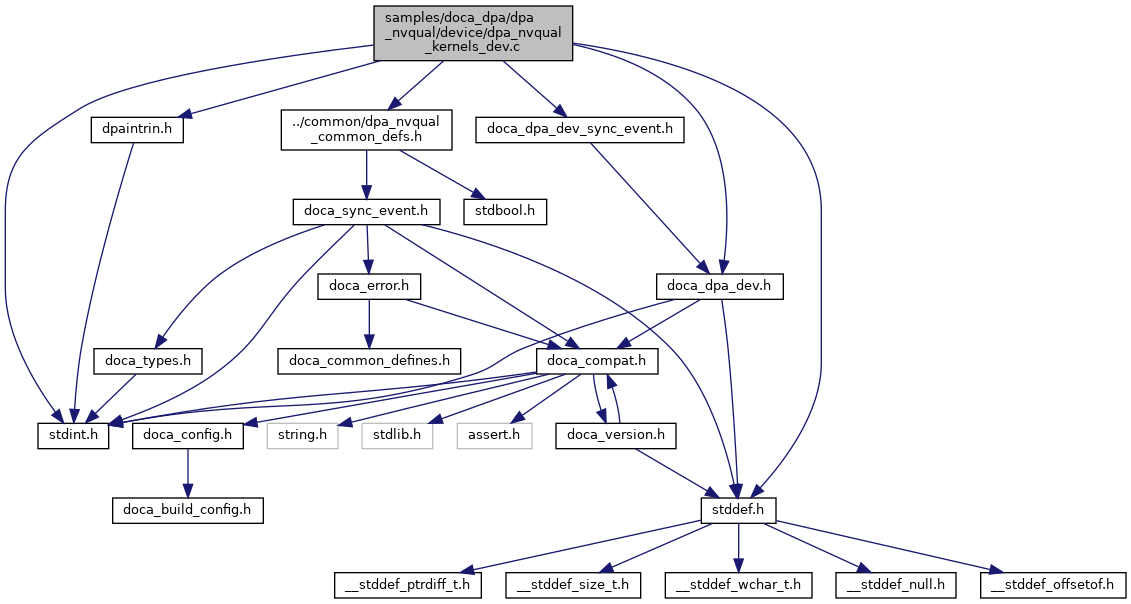 samples/doca_dpa/dpa
_nvqual/device/dpa_nvqual
_kernels_dev.c
dpaintrin.h
../common/dpa_nvqual
_common_defs.h
doca_dpa_dev_sync_event.h
doca_sync_event.h
stdbool.h
doca_error.h
doca_dpa_dev.h
doca_types.h
doca_common_defines.h
doca_compat.h
stdint.h
doca_config.h
string.h
stdlib.h
assert.h
doca_version.h
doca_build_config.h
stddef.h
__stddef_ptrdiff_t.h
__stddef_size_t.h
__stddef_wchar_t.h
__stddef_null.h
__stddef_offsetof.h